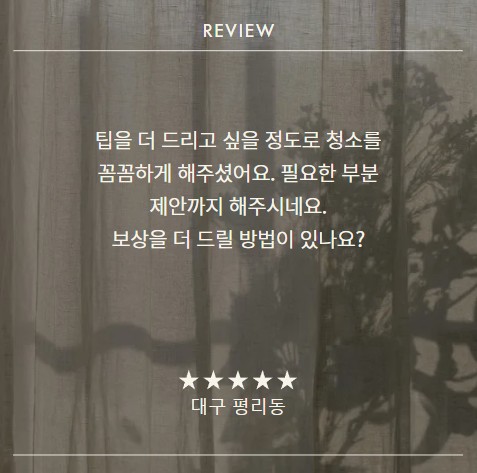 REVIEW
팁을 더 드리고 싶을 정도로 청소를
꼼꼼하게 해주셨어요. 필요한 부분
제안까지 해주시네요.
보상을 더 드릴 방법이 있나요?
★★★★★
대구 평리동